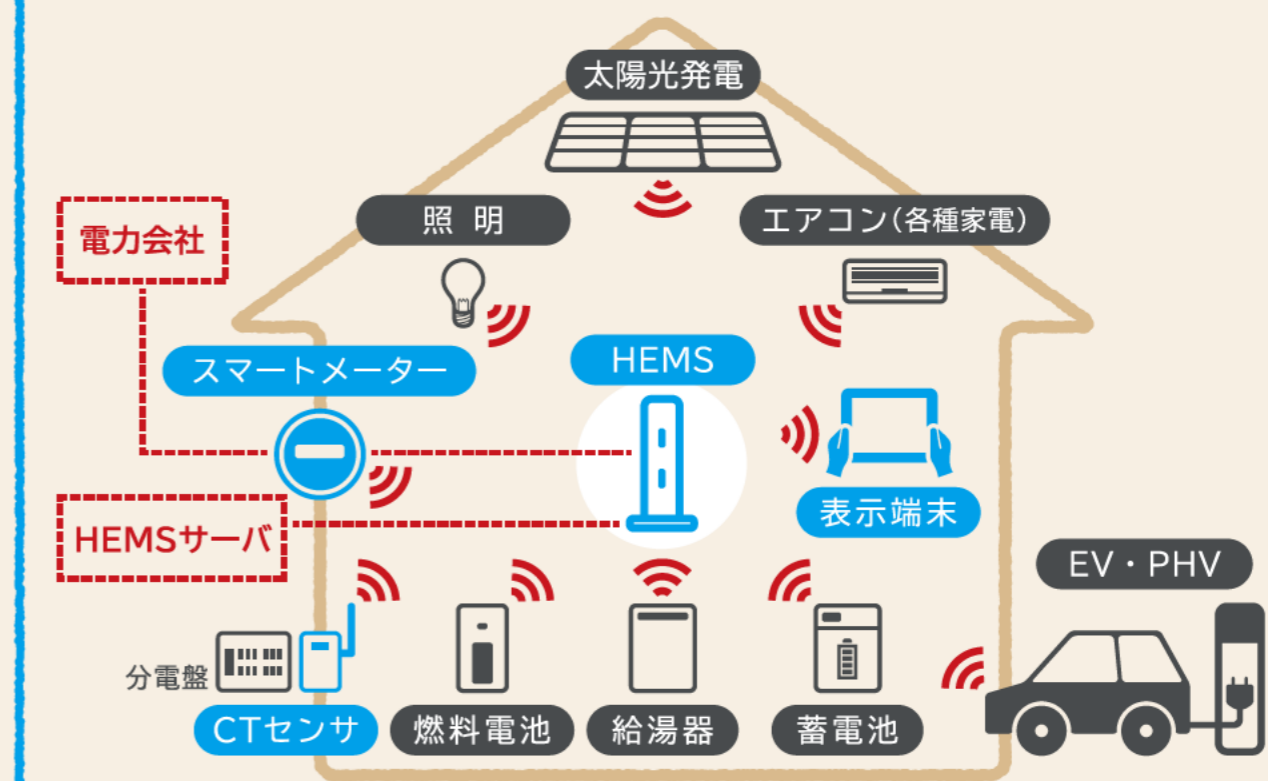 太陽光発電
照明
エアコン(各種家電)
電力会社
スマートメーター
HEMS
表示端末
HEMSサーバ
EV・PHV
分電盤
CTセンサ
燃料電池
給湯器
蓄電池